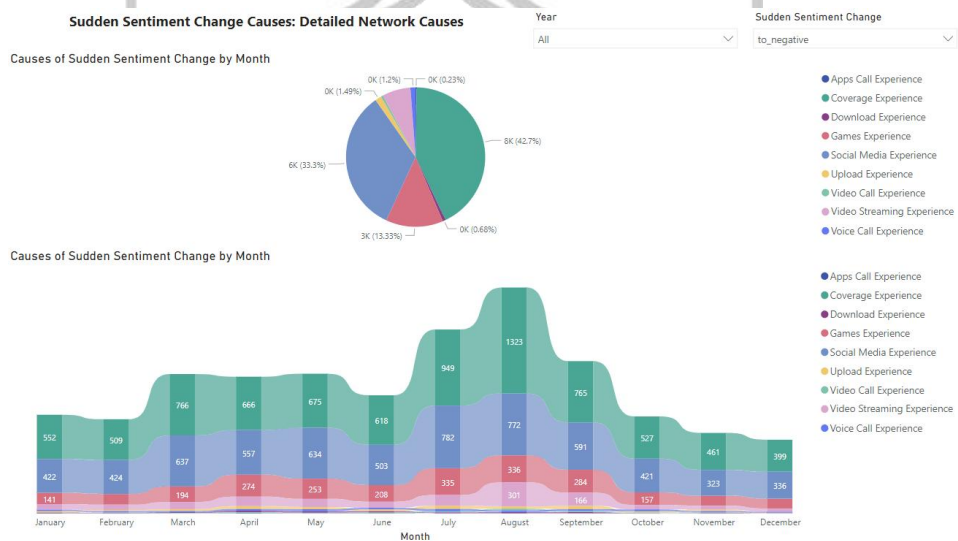 Sudden Sentiment Change Causes: Detailed Network Causes
Year
All
Sudden Sentiment Change
to_negative
Causes of Sudden Sentiment Change by Month
0K (1.2%)
0K (0.23%)
0K (1.49%)
8K (42.7%)
6K (33.3%)
3K (13.33%)
0K (0.68%)
Apps Call Experience
Coverage Experience
Download Experience
Games Experience
Social Media Experience
Upload Experience
Video Call Experience
Video Streaming Experience
Voice Call Experience
Causes of Sudden Sentiment Change by Month
552
422
141
509
424
766
637
194
666
557
274
675
634
253
618
503
208
949
782
335
1323
772
336
301
765
591
284
166
527
421
157
461
323
399
336
January February March April May June July August September October November December
Month
Apps Call Experience
Coverage Experience
Download Experience
Games Experience
Social Media Experience
Upload Experience
Video Call Experience
Video Streaming Experience
Voice Call Experience